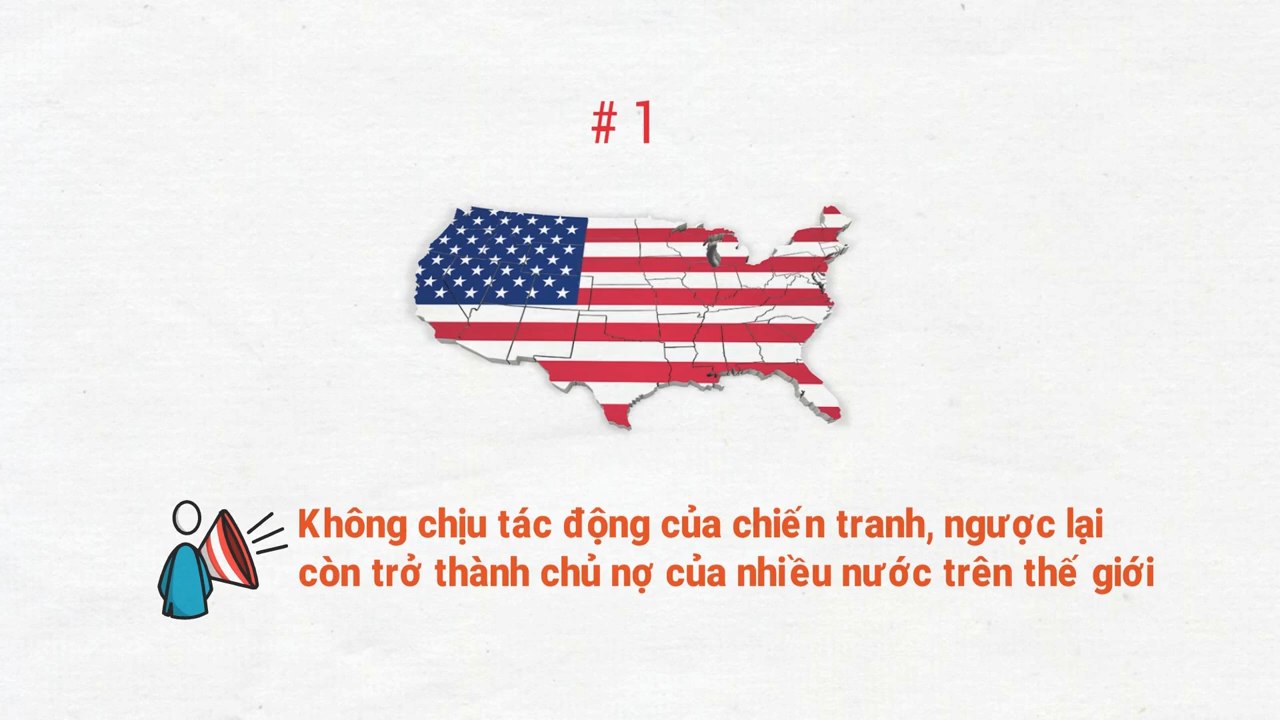 # 1
Không chịu tác động của chiến tranh, ngược lại
còn trở thành chủ nợ của nhiều nước trên thế giới